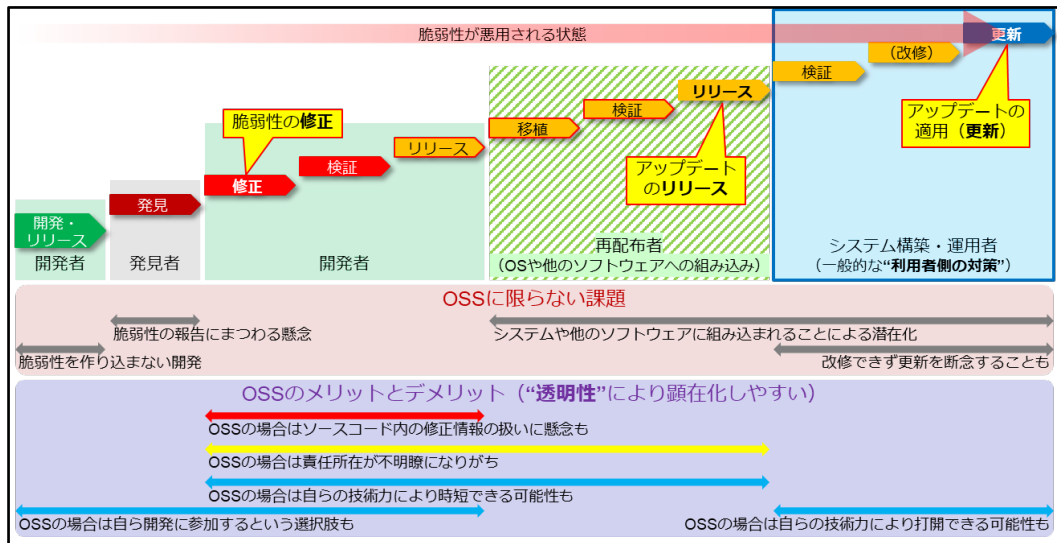 脆弱性が悪用される状態
更新
(改修)
検証
リリース
アップデートの
適用(更新)
検証
移植
脆弱性の修正
リリース
アップデート
のリリース
検証
修正
発見
開発・
リリース
開発者
発見者
開発者
再配布者
(OSや他のソフトウェアへの組み込み)
システム構築・運用者
(一般的な“利用者側の対策”)
OSSに限らない課題
脆弱性の報告にまつわる懸念
システムや他のソフトウェアに組み込まれることによる潜在化
脆弱性を作り込まない開発
改修できず更新を断念することも
OSSのメリットとデメリット(“透明性”により顕在化しやすい)
OSSの場合はソースコード内の修正情報の扱いに懸念も
OSSの場合は責任所在が不明瞭になりがち
OSSの場合は自らの技術力により時短できる可能性も
OSSの場合は自ら開発に参加するという選択肢も
OSSの場合は自らの技術力により打開できる可能性も